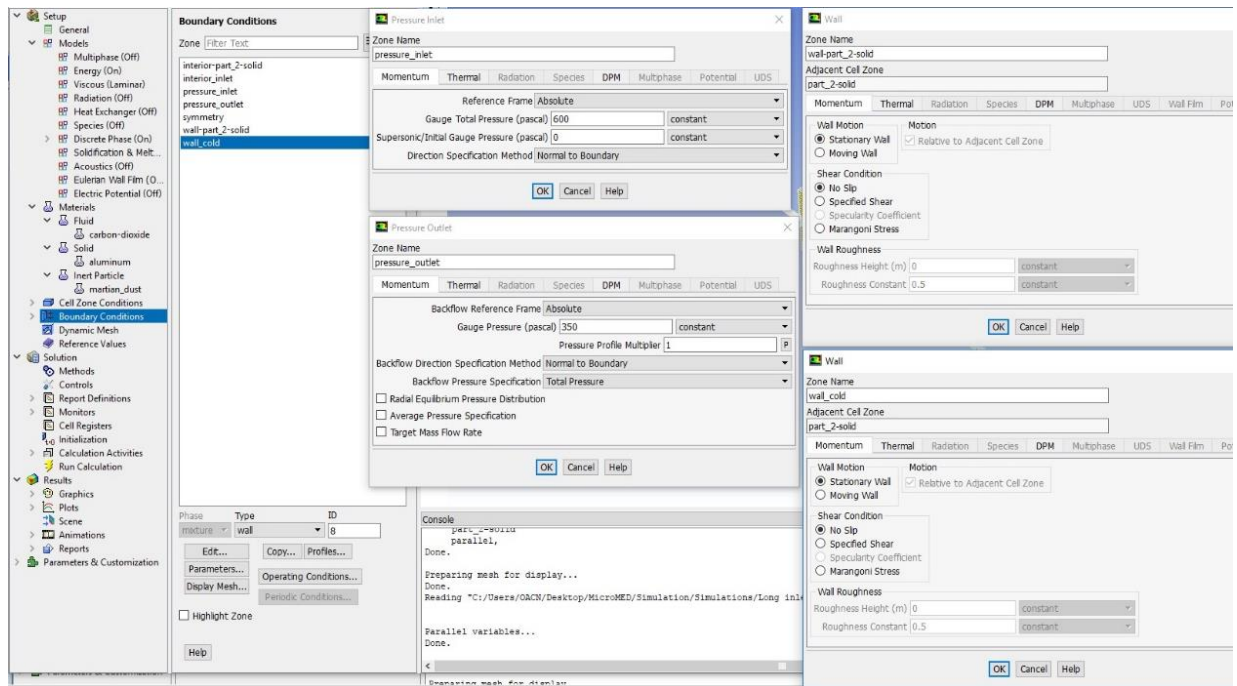 Setup
General
Models
Multiphase (Off)
Energy (On)
Viscous (Laminar)
Radiation (Off)
Heat Exchanger (Off)
Species (Off)
Discrete Phase (On)
Solidification & Melt...
Acoustics (Off)
Eulerian Wall Film (O...
Electric Potential (Off)
Materials
Fluid
carbon-dioxide
Solid
aluminum
Inert Particle
martian_dust
Cell Zone Conditions
Boundary Conditions
Dynamic Mesh
Reference Values
Solution
Methods
Controls
Report Definitions
Monitors
Cell Registers
Initialization
Calculation Activities
Run Calculation
Results
Graphics
Plots
Scene
Animations
Reports
Parameters & Customization
Boundary Conditions
Zone Filter Text
interior-part_2-solid
interior_inlet
pressure_inlet
pressure_outlet
symmetry
wall-part_2-solid
wall_cold
Phase Type ID
mixture wall 8
Edit... Copy... Profiles...
Parameters... Operating Conditions...
Display Mesh... Periodic Conditions...
Highlight Zone
Help
Pressure Inlet
Zone Name
pressure_inlet
Momentum Thermal Radiation Species DPM Multiphase Potential UDS
Reference Frame Absolute
Gauge Total Pressure (pascal) 600 constant
Supersonic/Initial Gauge Pressure (pascal) 0 constant
Direction Specification Method Normal to Boundary
OK Cancel Help
Pressure Outlet
Zone Name
pressure_outlet
Momentum Thermal Radiation Species DPM Multiphase Potential UDS
Backflow Reference Frame Absolute
Gauge Pressure (pascal) 350 constant
Pressure Profile Multiplier 1 P
Backflow Direction Specification Method Normal to Boundary
Backflow Pressure Specification Total Pressure
Radial Equilibrium Pressure Distribution
Average Pressure Specification
Target Mass Flow Rate
OK Cancel Help
Console
parallel,
Done.
Preparing mesh for display...
Done.
Reading "C:/Users/OACN/Desktop/MicroMED/Simulation/Simulations/Long inle
Parallel variables...
Done.
Preparing mesh for display
Wall
Zone Name
wall-part_2-solid
Adjacent Cell Zone
part_2-solid
Momentum Thermal Radiation Species DPM Multiphase UDS Wall Film Pot
Wall Motion Motion
Stationary Wall Relative to Adjacent Cell Zone
Moving Wall
Shear Condition
No Slip
Specified Shear
Specularity Coefficient
Marangoni Stress
Wall Roughness
Roughness Height (m) 0 constant
Roughness Constant 0.5 constant
OK Cancel Help
Wall
Zone Name
wall_cold
Adjacent Cell Zone
part_2-solid
Momentum Thermal Radiation Species DPM Multiphase UDS Wall Film Po
Wall Motion Motion
Stationary Wall Relative to Adjacent Cell Zone
Moving Wall
Shear Condition
No Slip
Specified Shear
Specularity Coefficient
Marangoni Stress
Wall Roughness
Roughness Height (m) 0 constant
Roughness Constant 0.5 constant
OK Cancel Help